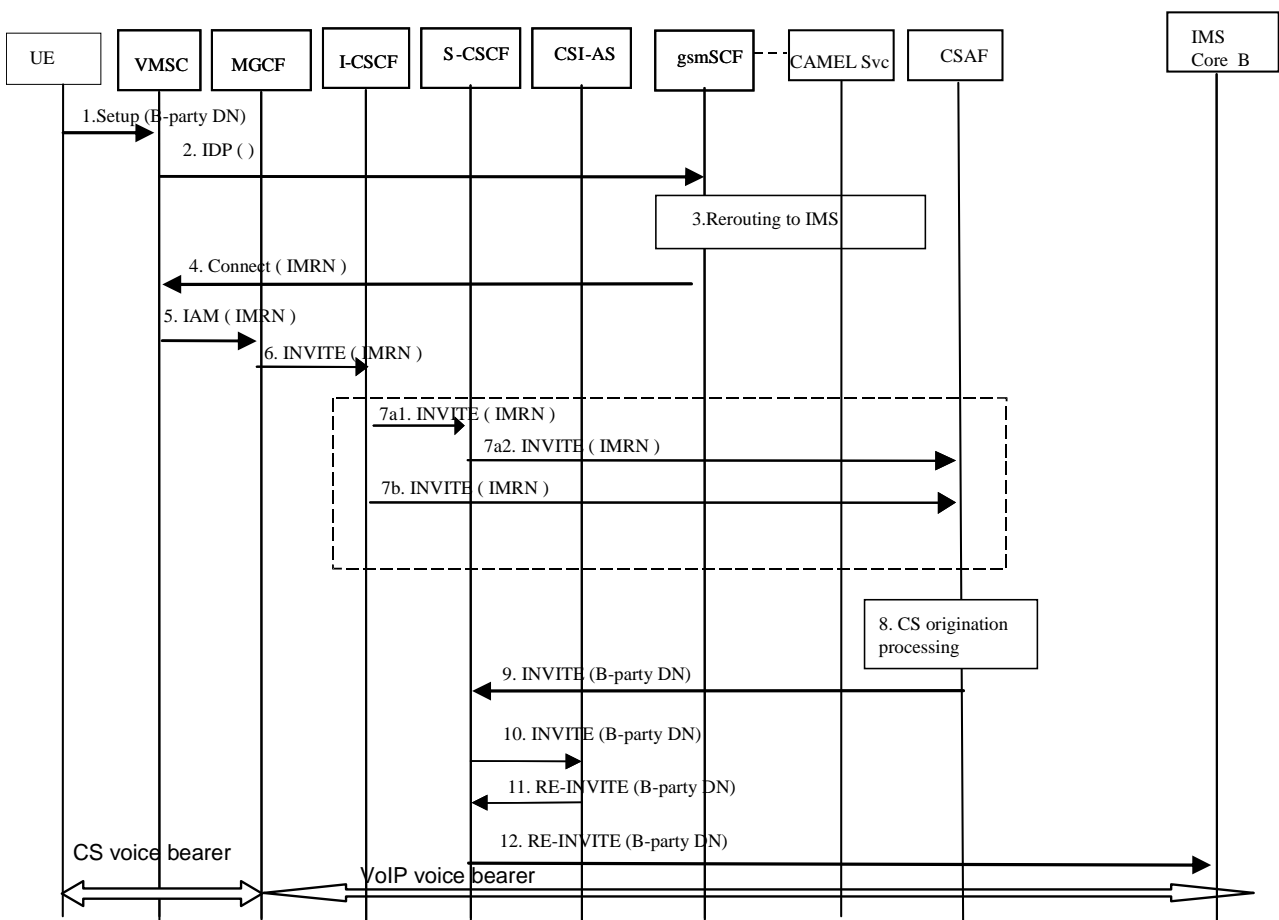 UE
VMSC
MGCF
I-CSCF
S-CSCF
CSI-AS
gsmSCF
CAMEL Svc
CSAF
IMS
Core B
1.Setup (B-party DN)
2. IDP ( )
3.Rerouting to IMS
4. Connect ( IMRN )
5. IAM ( IMRN )
6. INVITE ( IMRN )
7a1. INVITE ( IMRN )
7a2. INVITE ( IMRN )
7b. INVITE ( IMRN )
8. CS origination
processing
9. INVITE (B-party DN)
10. INVITE (B-party DN)
11. RE-INVITE (B-party DN)
12. RE-INVITE (B-party DN)
CS voice bearer
VoIP voice bearer